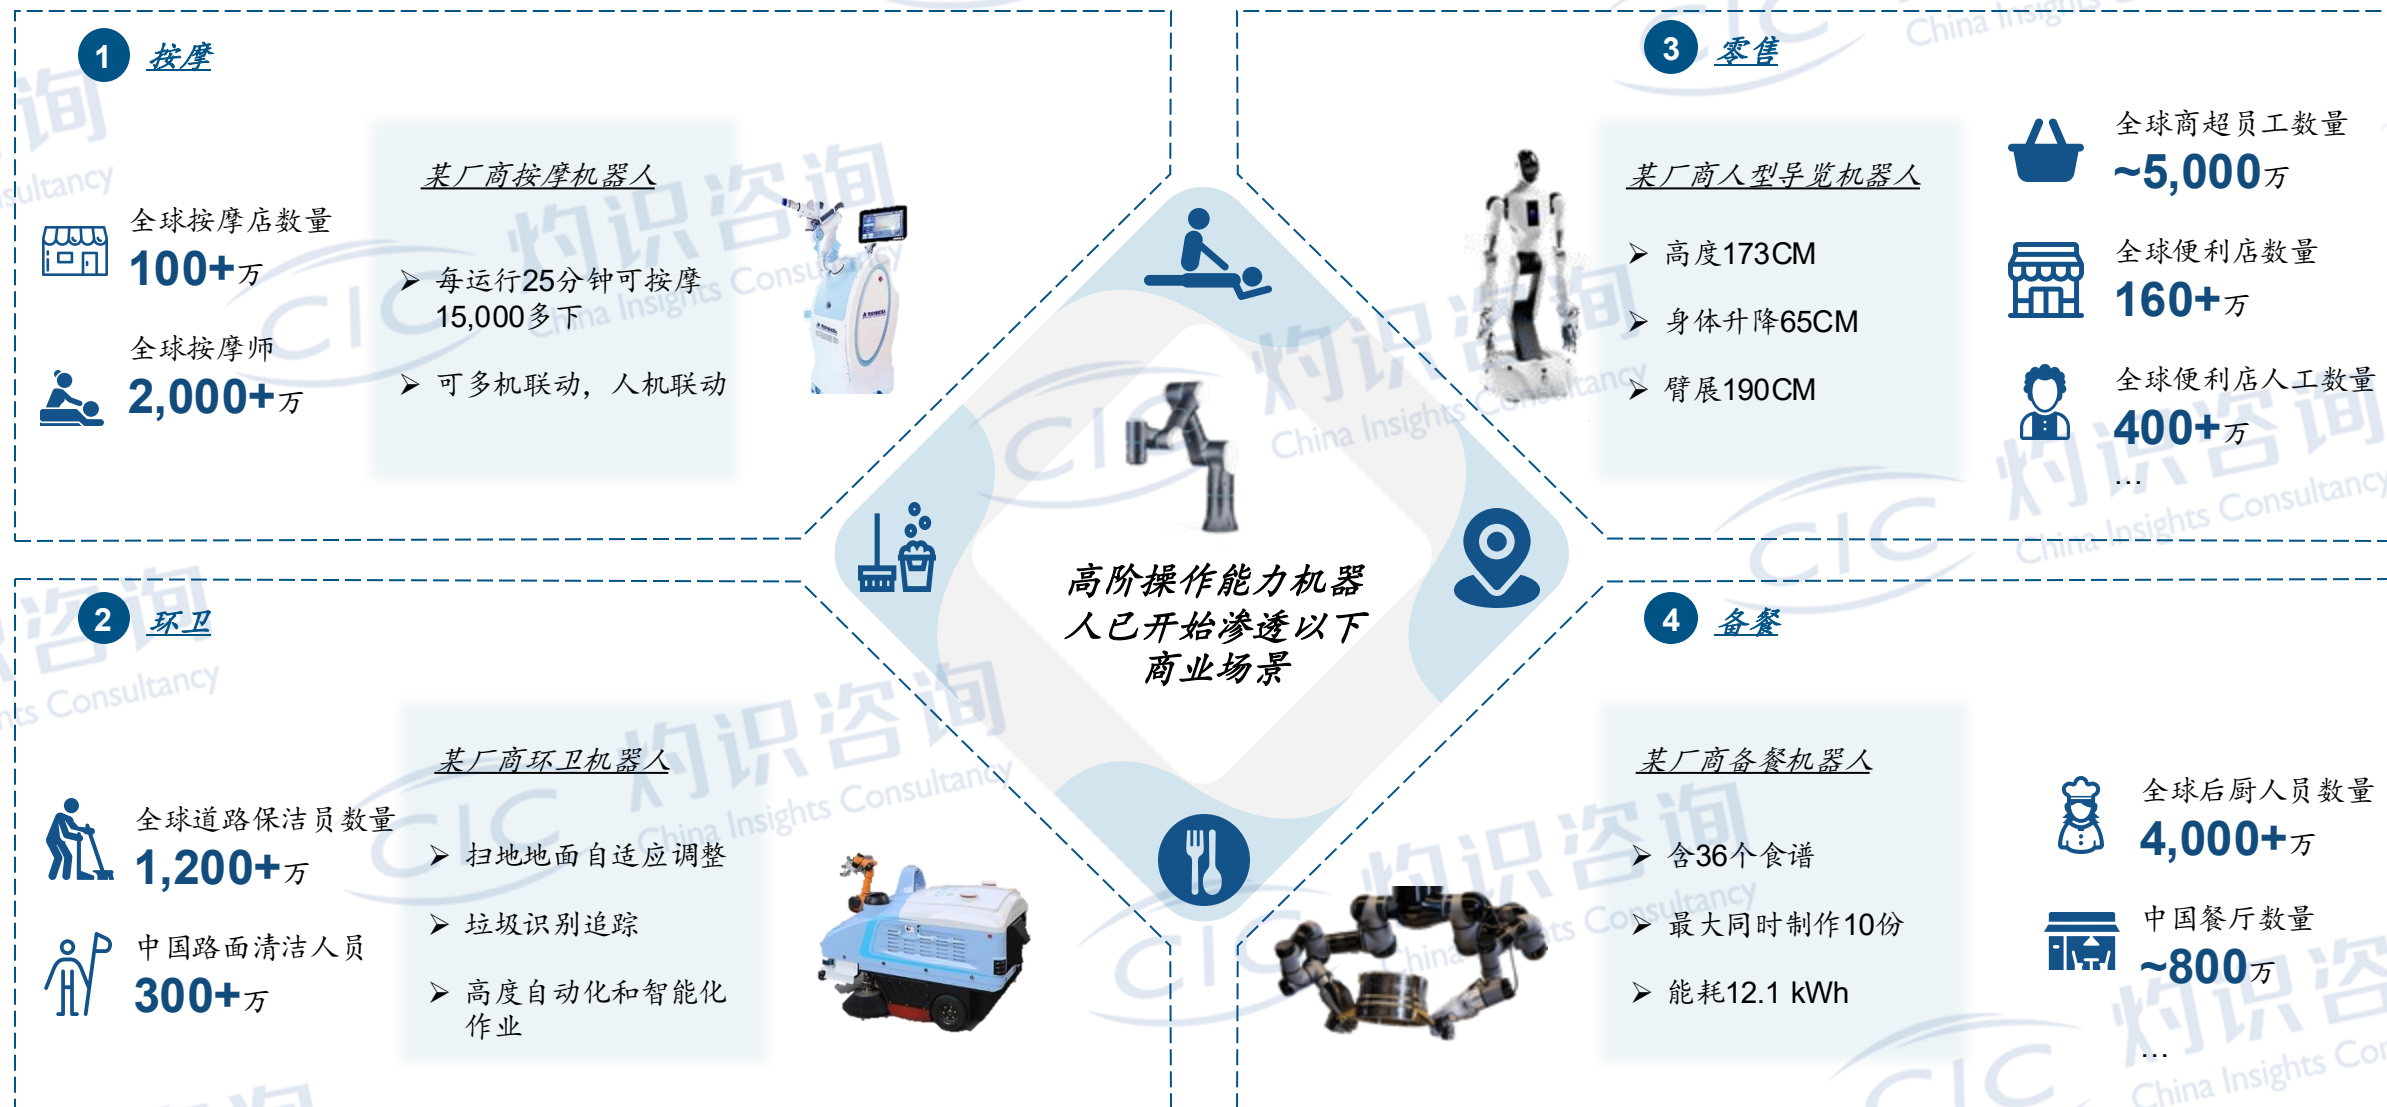 1 按摩
全球按摩店数量
100+万
全球按摩师
2,000+万
某厂商按摩机器人
每运行25分钟可按摩
15,000多下
可多机联动，人机联动
3 零售
某厂商人型导览机器人
高度173CM
身体升降65CM
臂展190CM
全球商超员工数量
~5,000万
全球便利店数量
160+万
全球便利店人工数量
400+万
...
高阶操作能力机器
人已开始渗透以下
商业场景
2 环卫
全球道路保洁员数量
1,200+万
中国路面清洁人员
300+万
某厂商环卫机器人
扫地地面自适应调整
垃圾识别追踪
高度自动化和智能化
作业
4 备餐
某厂商备餐机器人
含36个食谱
最大同时制作10份
能耗12.1 kWh
全球后厨人员数量
4,000+万
中国餐厅数量
~800万
...
CIC 灼识咨询
China Insights Consultancy